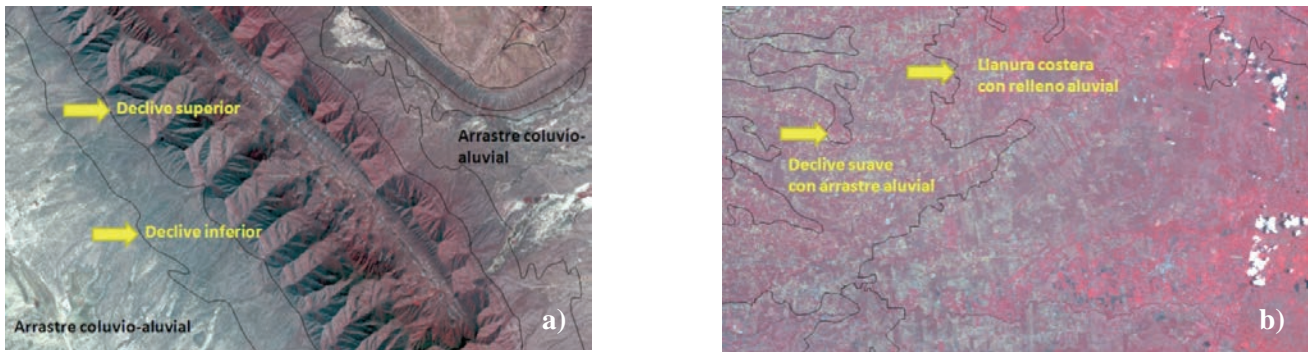 Declive superior
Arrastre coluvio-
aluvial
Declive inferior
Arrastre coluvio-aluvial
a)
Llanura costera
con relleno aluvial
Declive suave
con arrastre aluvial
b)